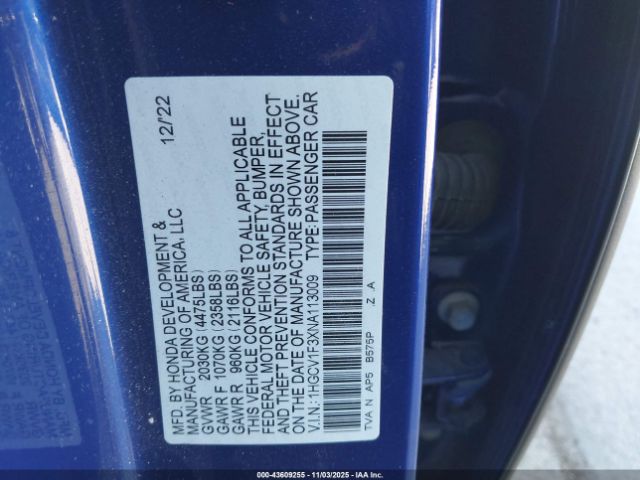 MFD. BY HONDA DEVELOPMENT & 12/'22
MANUFACTURING OF AMERICA, LLC
GVWR 2030KG (4475LBS)
GAWR F 1070KG (2358LBS)
GAWR R 960KG (2116LBS)
THIS VEHICLE CONFORMS TO ALL APPLICABLE
FEDERAL MOTOR VEHICLE SAFETY, BUMPER,
AND THEFT PREVENTION STANDARDS IN EFFECT
ON THE DATE OF MANUFACTURE SHOWN ABOVE.
V.I.N.: 1HGCV1F3XNA113009 TYPE:PASSENGER CAR
TVA N AP5 B575P .Z .A
000-43609255 11/03/2025 - IAAI.com